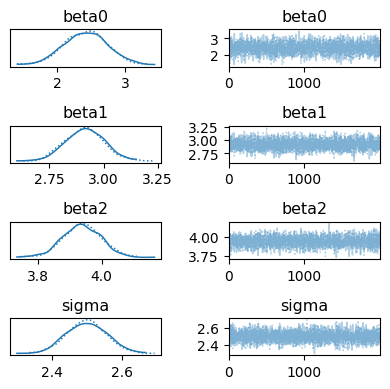 beta0 beta0
3
2
2 3 0 1000
beta1 beta1
3.25
3.00
2.75
2.75 3.00 3.25 0 1000
beta2 beta2
4.00
3.75
3.8 4.0 0 1000
sigma sigma
2.6
2.4
2.4 2.6 0 1000